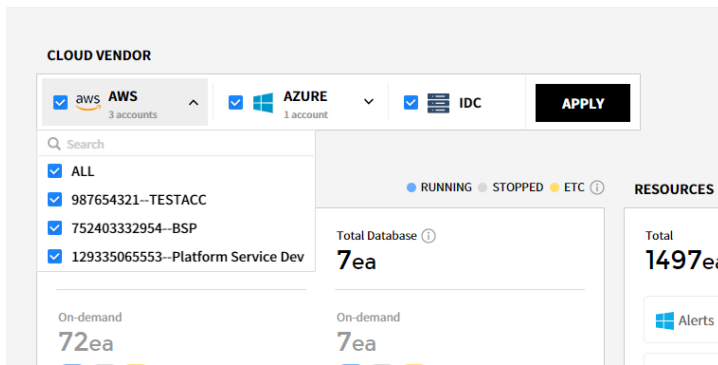 CLOUD VENDOR
aws AWS
3 accounts
AZURE
1 account
IDC
APPLY
Search
ALL
987654321--TESTACC
752403332954--BSP
129335065553--Platform Service Dev
RUNNING STOPPED ETC
RESOURCES
Total Database
7ea
Total
1497ea
On-demand
72ea
On-demand
7ea
Alerts